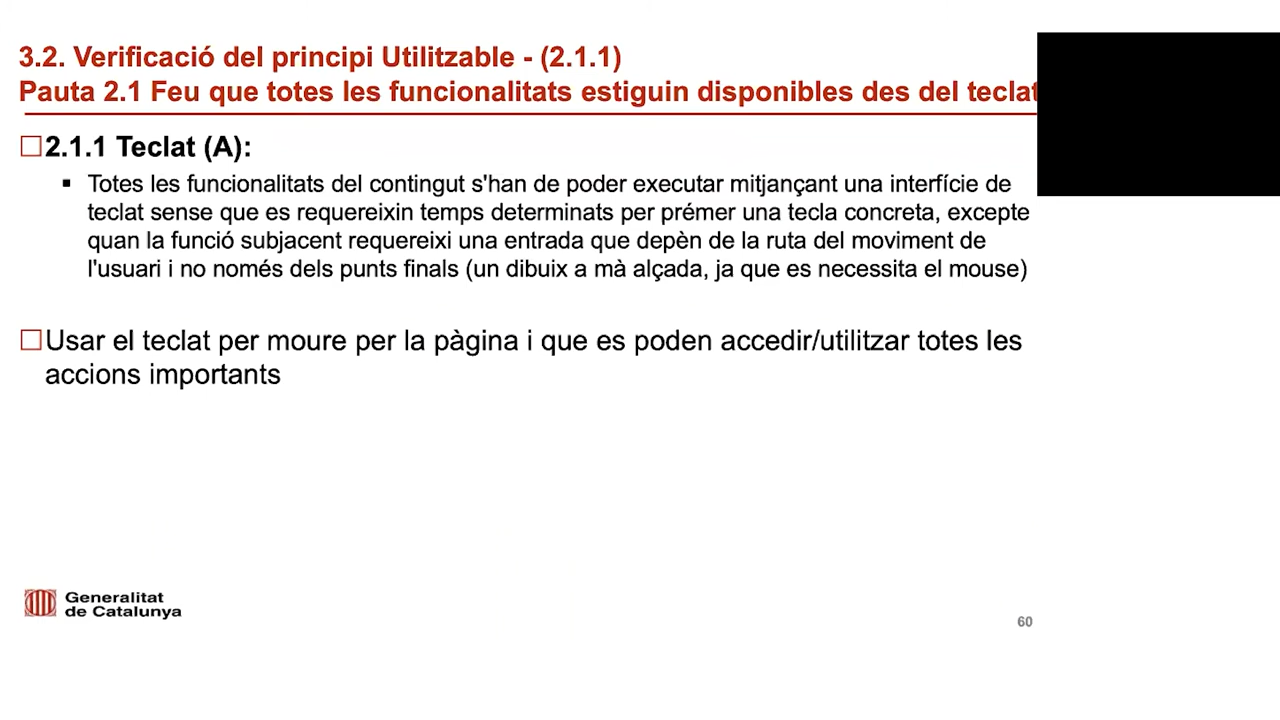 3.2. Verificació del principi Utilitzable - (2.1.1)
Pauta 2.1 Feu que totes les funcionalitats estiguin disponibles des del teclat
2.1.1 Teclat (A):
Totes les funcionalitats del contingut s'han de poder executar mitjançant una interfície de
teclat sense que es requereixin temps determinats per prémer una tecla concreta, excepte
quan la funció subjacent requereixi una entrada que depèn de la ruta del moviment de
l'usuari i no només dels punts finals (un dibuix a mà alçada, ja que es necessita el mouse)
Usar el teclat per moure per la pàgina i que es poden accedir/utilitzar totes les
accions importants
Generalitat
de Catalunya
60